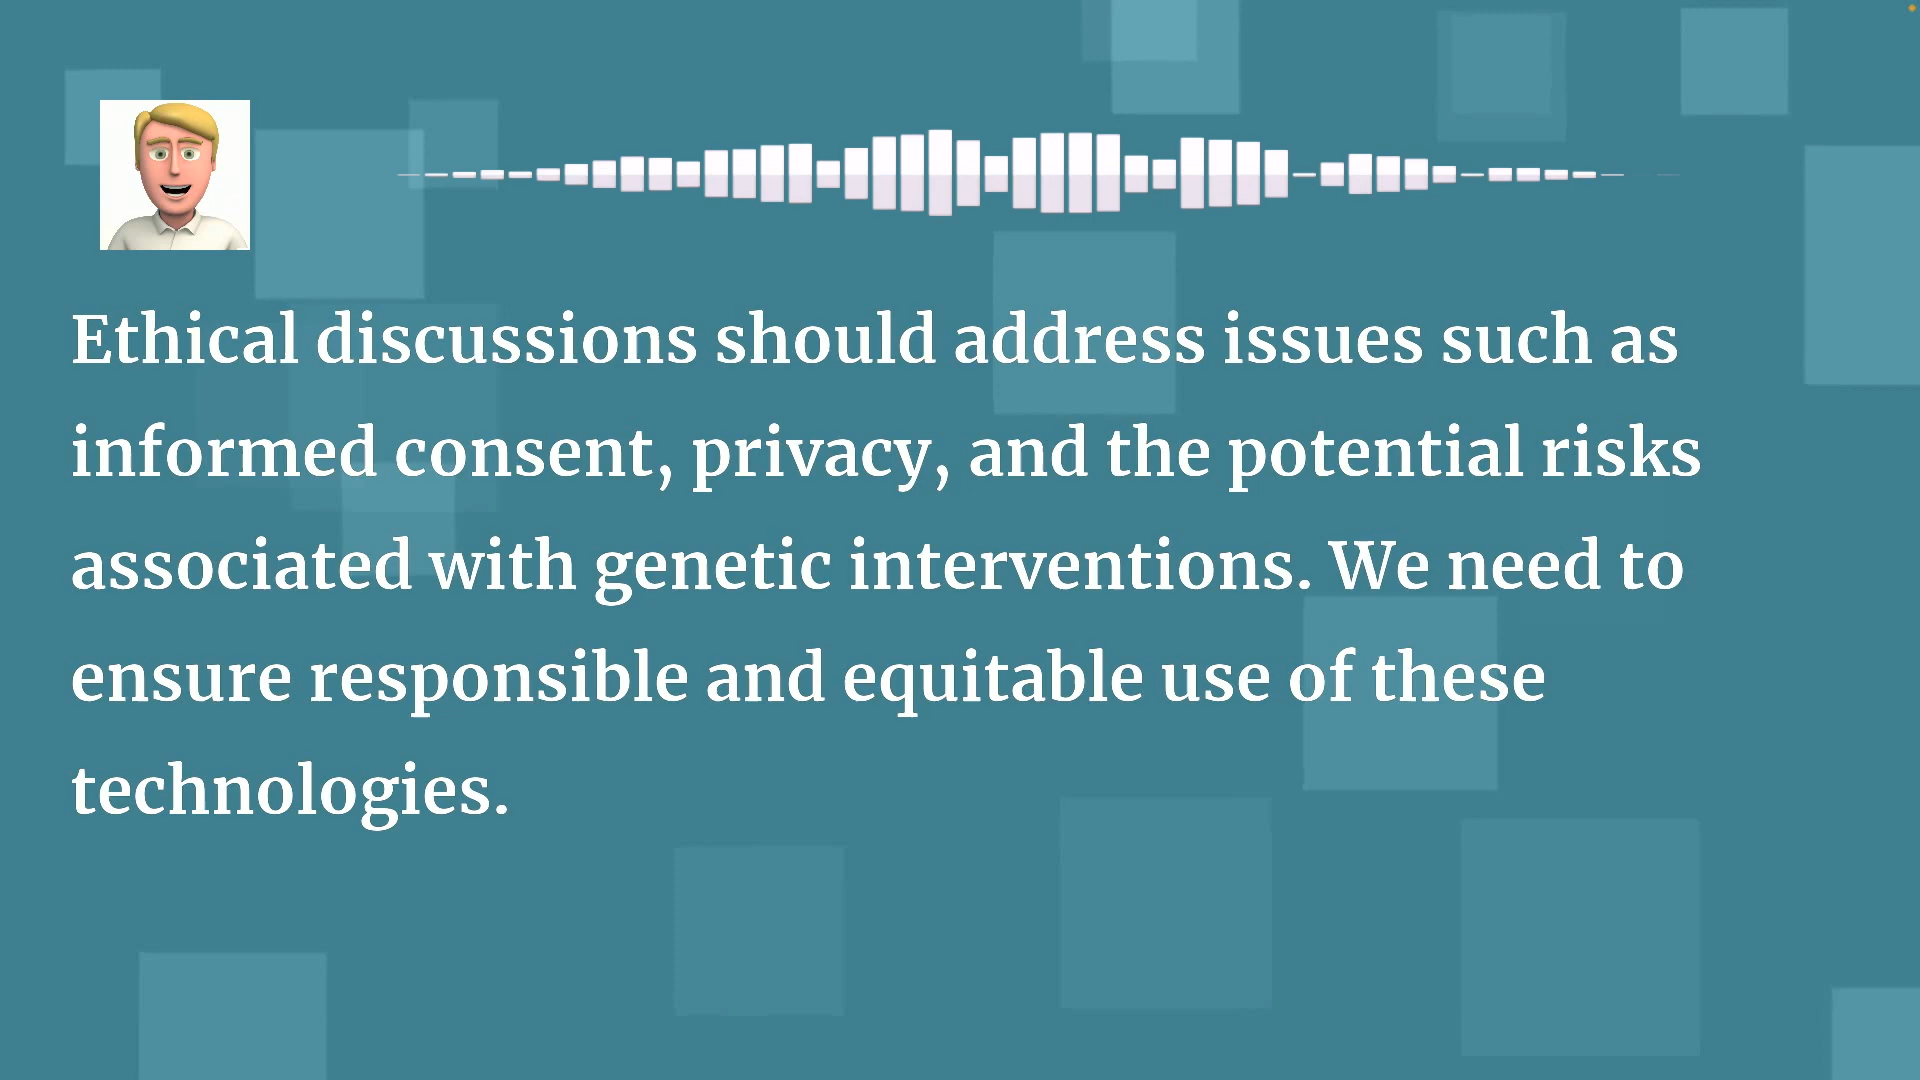 Ethical discussions should address issues such as
informed consent, privacy, and the potential risks
associated with genetic interventions. We need to
ensure responsible and equitable use of these
technologies.